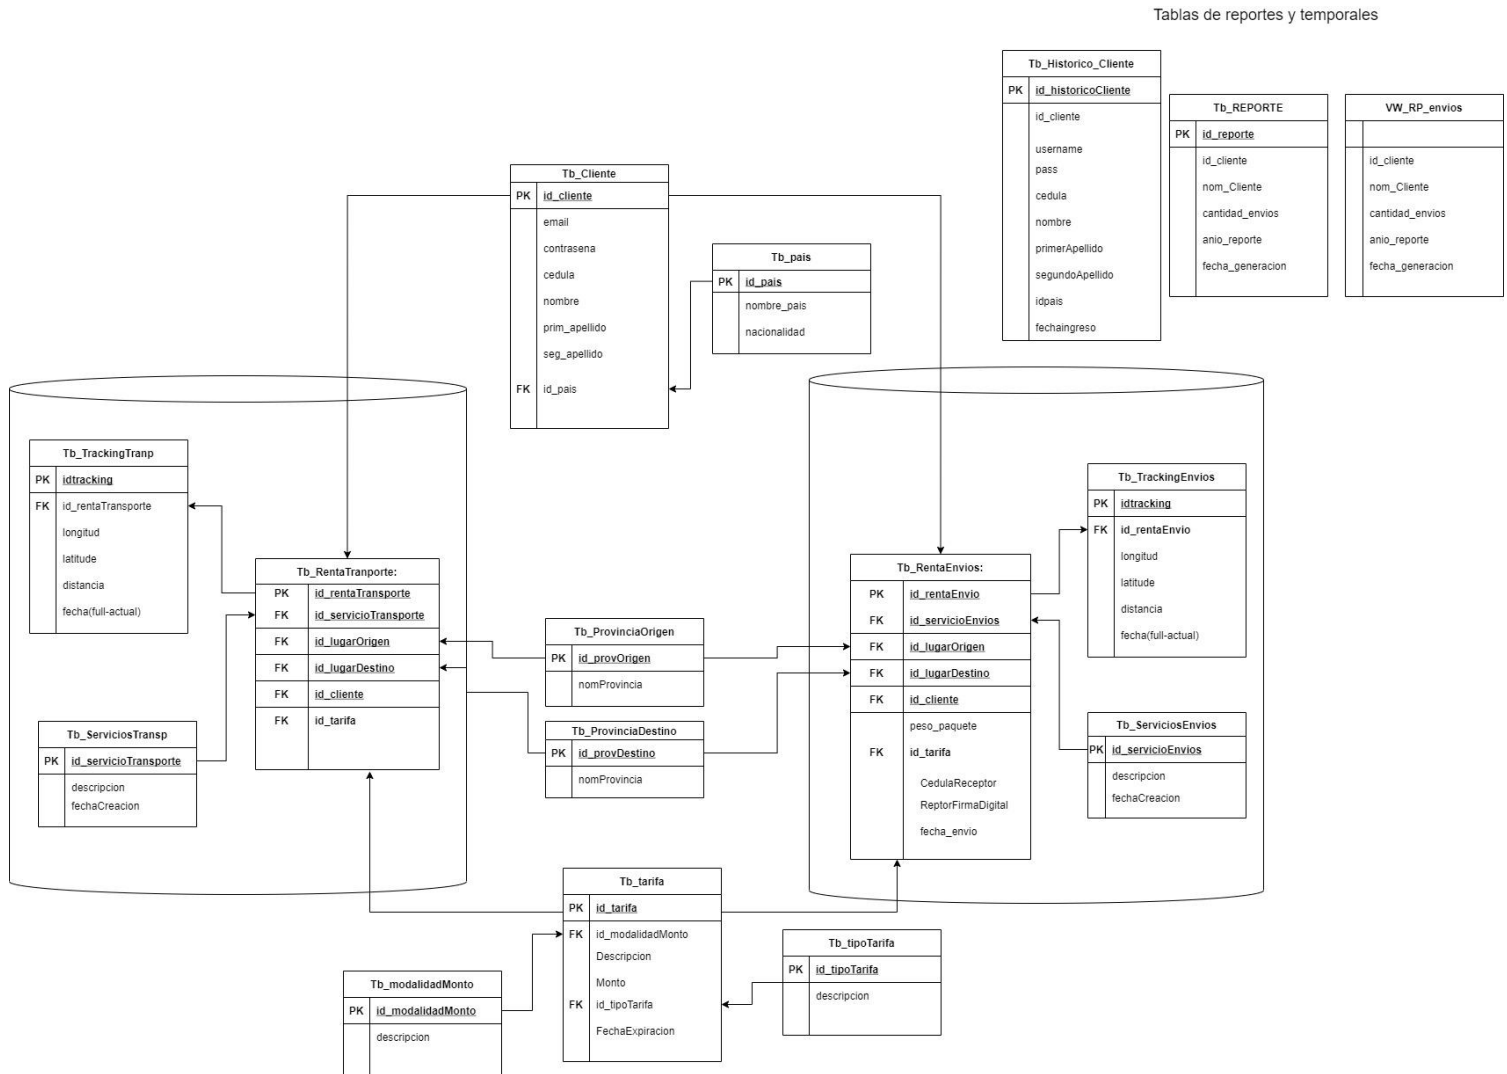 Tablas de reportes y temporales
Tb_Historico_Cliente
PK id_historicoCliente
id_cliente
username
pass
cedula
nombre
primerApellido
segundoApellido
idpais
fechaingreso
Tb_REPORTE
PK id_reporte
id_cliente
nom_Cliente
cantidad_envios
anio_reporte
fecha_generacion
VW_RP_envios
id_cliente
nom_Cliente
cantidad_envios
anio_reporte
fecha_generacion
Tb_Cliente
PK id_cliente
email
contrasena
cedula
nombre
prim_apellido
seg_apellido
FK id_pais
Tb_pais
PK id_pais
nombre_pais
nacionalidad
Tb_TrackingTranp
PK idtracking
FK id_rentaTransporte
longitud
latitude
distancia
fecha(full-actual)
Tb_RentaTranporte:
PK id_rentaTransporte
FK id_servicioTransporte
FK id_lugarOrigen
FK id_lugarDestino
FK id_cliente
FK id_tarifa
Tb_ServiciosTransp
PK id_servicioTransporte
descripcion
fechaCreacion
Tb_ProvinciaOrigen
PK id_provOrigen
nomProvincia
Tb_ProvinciaDestino
PK id_provDestino
nomProvincia
Tb_RentaEnvios:
PK id_rentaEnvio
FK id_servicioEnvios
FK id_lugarOrigen
FK id_lugarDestino
FK id_cliente
peso_paquete
FK id_tarifa
CedulaReceptor
ReptorFirmaDigital
fecha_envio
Tb_TrackingEnvios
PK idtracking
FK id_rentaEnvio
longitud
latitude
distancia
fecha(full-actual)
Tb_ServiciosEnvios
PK id_servicioEnvios
descripcion
fechaCreacion
Tb_tarifa
PK id_tarifa
FK id_modalidadMonto
Descripcion
Monto
FK id_tipoTarifa
FechaExpiracion
Tb_tipoTarifa
PK id_tipoTarifa
descripcion
Tb_modalidadMonto
PK id_modalidadMonto
descripcion